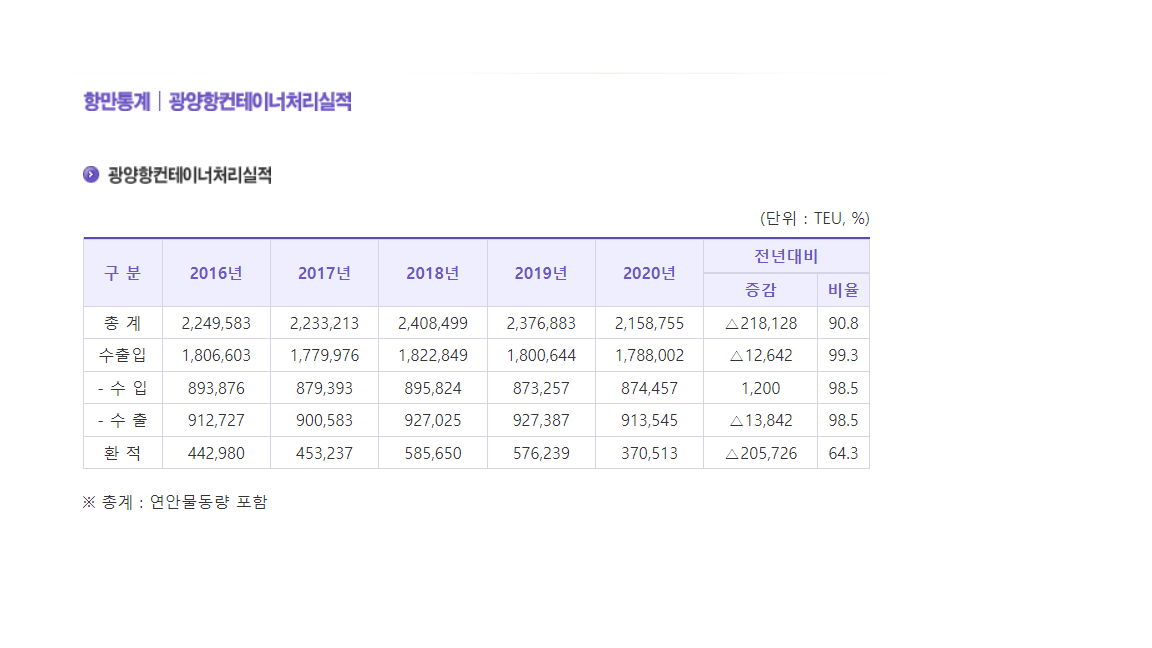 항만통계 | 광양항컨테이너처리실적
광양항컨테이너처리실적
(단위 : TEU, %)
구 분 2016년 2017년 2018년 2019년 2020년 전년대비
증감 비율
총 계 2,249,583 2,233,213 2,408,499 2,376,883 2,158,755 △218,128 90.8
수출입 1,806,603 1,779,976 1,822,849 1,800,644 1,788,002 △12,642 99.3
- 수 입 893,876 879,393 895,824 873,257 874,457 1,200 98.5
- 수 출 912,727 900,583 927,025 927,387 913,545 △13,842 98.5
환 적 442,980 453,237 585,650 576,239 370,513 △205,726 64.3
※ 총계 : 연안물동량 포함